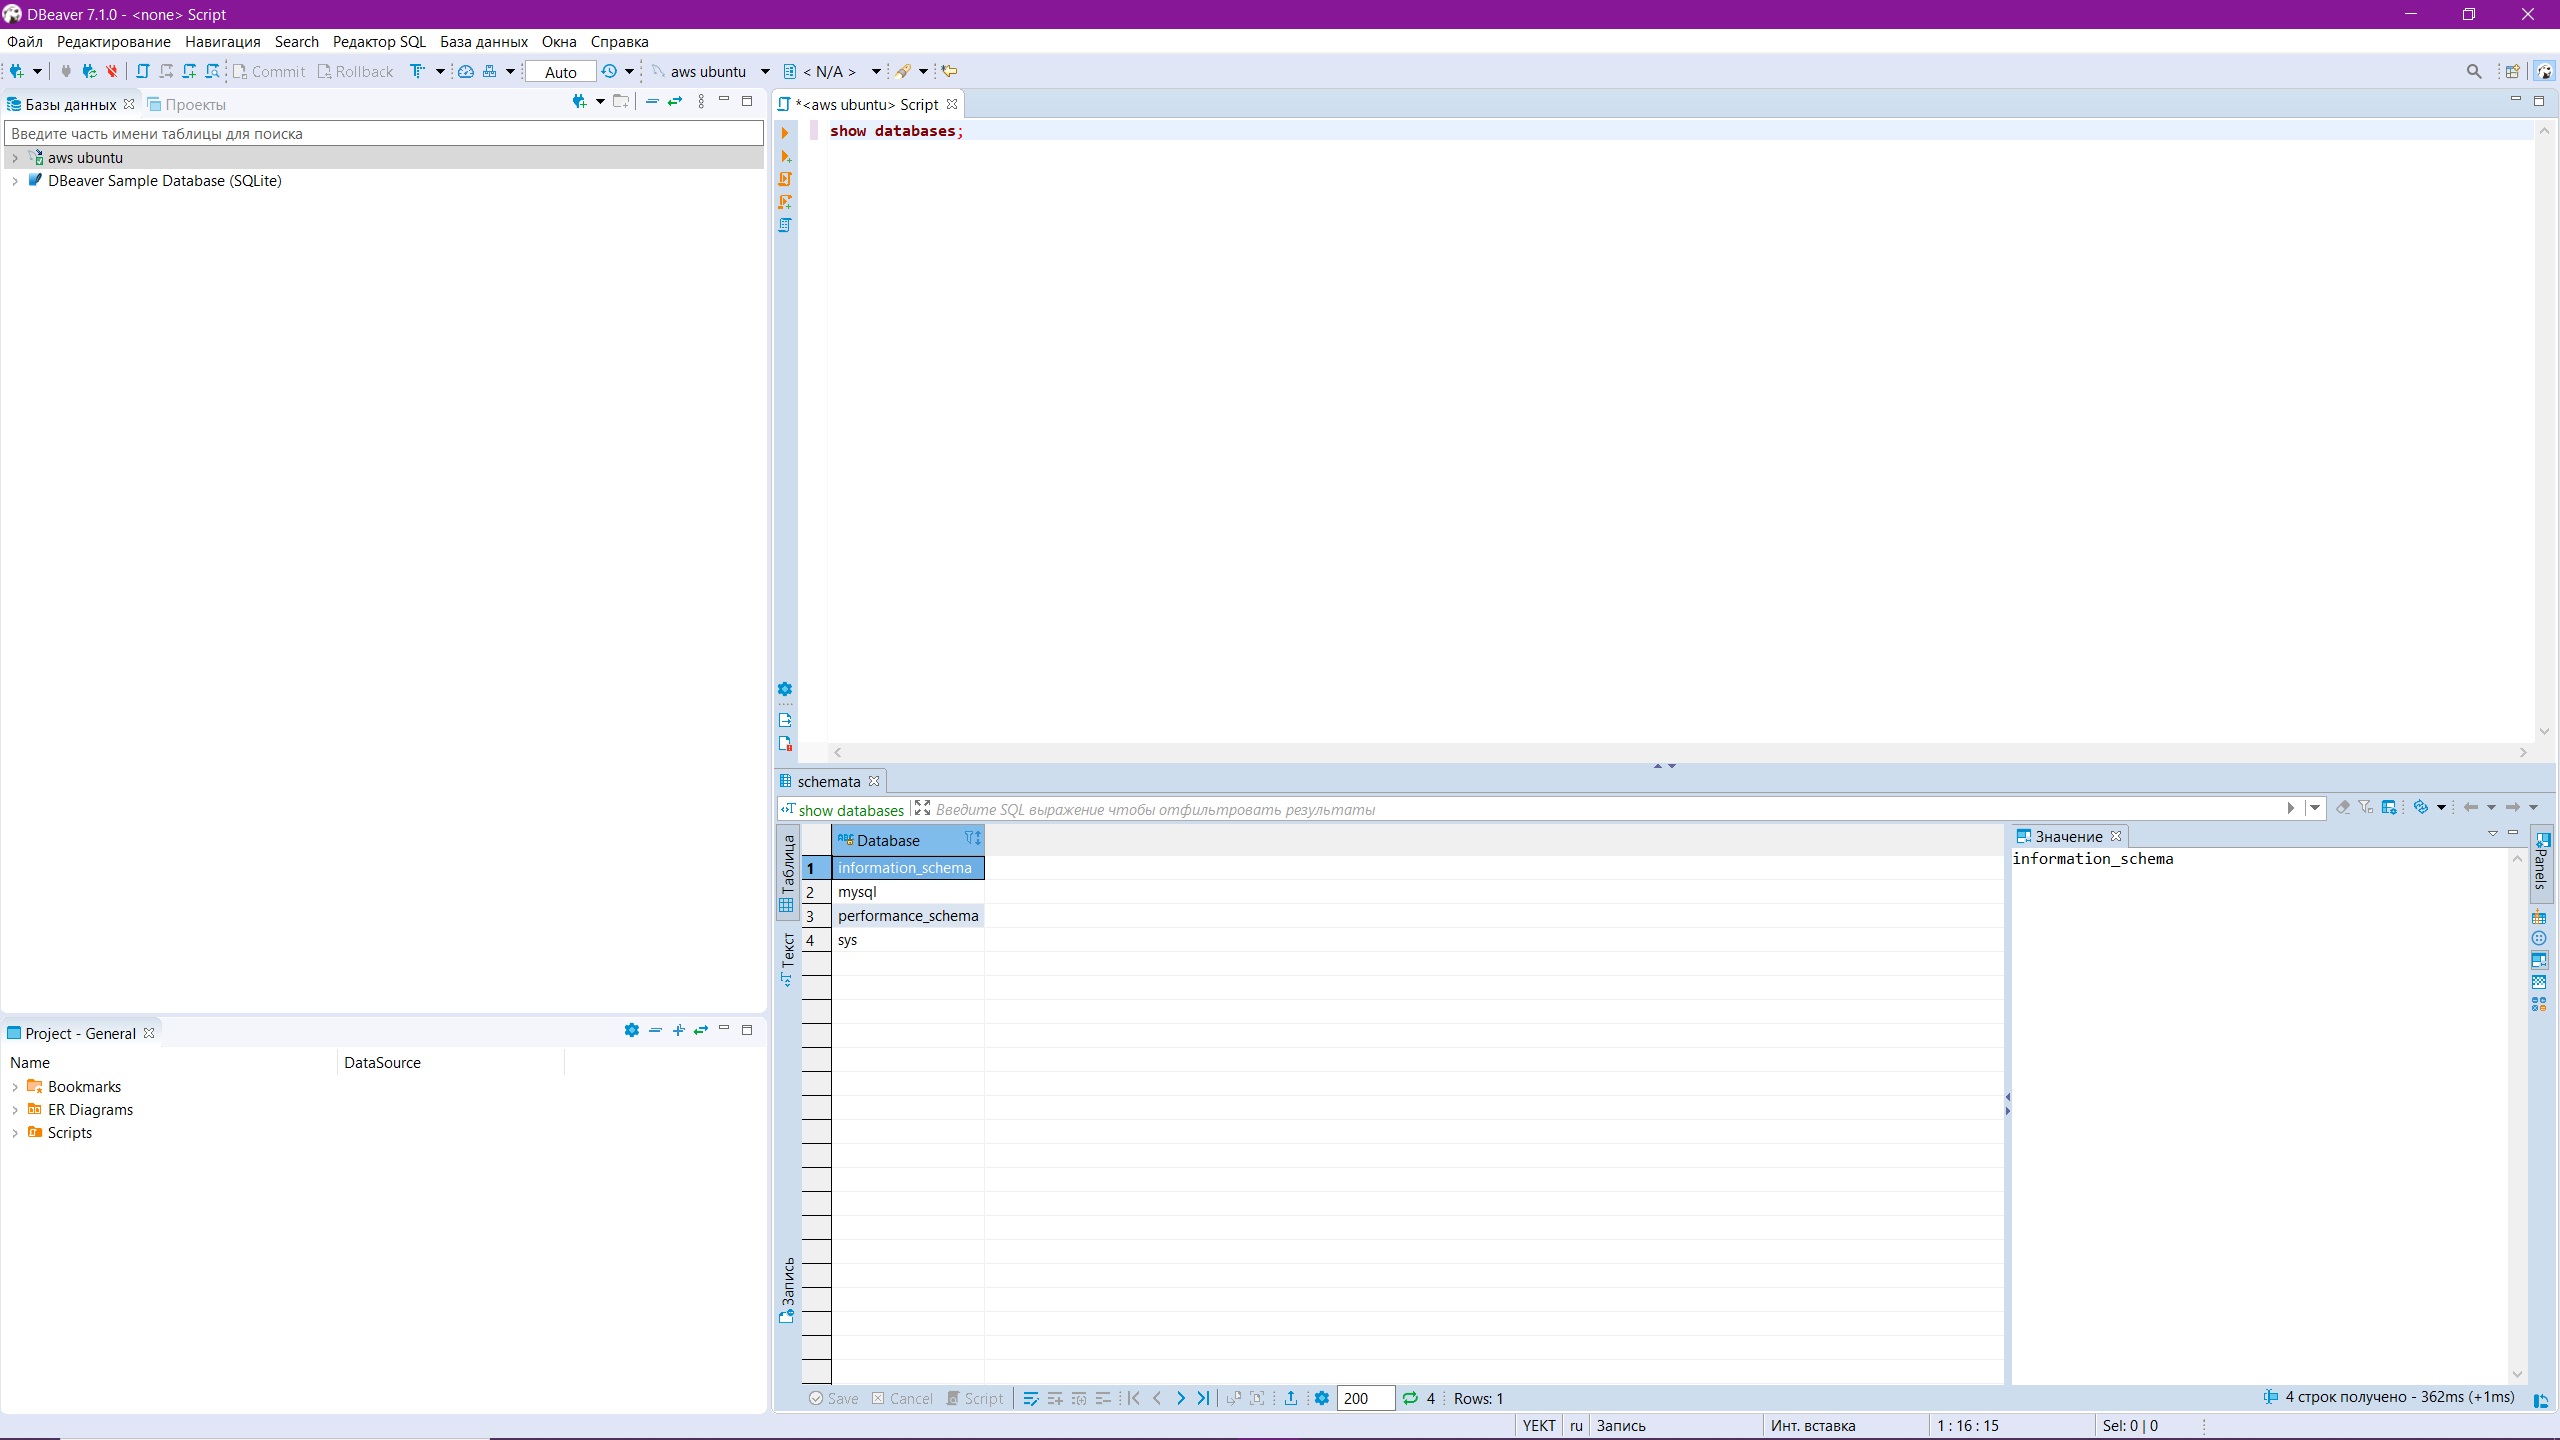 DBeaver 7.1.0 - <none> Script
Файл Редактирование Навигация Search Редактор SQL База данных Окна Справка
Commit Rollback Auto aws ubuntu < N/A >
Базы данных Проекты
Введите часть имени таблицы для поиска
aws ubuntu
DBeaver Sample Database (SQLite)
*<aws ubuntu> Script
show databases;
schemata
show databases Введите SQL выражение чтобы отфильтровать результаты
Таблица
Текст
Запись
Database
1 information_schema
2 mysql
3 performance_schema
4 sys
Значение
information_schema
Panels
Project - General
Name DataSource
Bookmarks
ER Diagrams
Scripts
Save Cancel Script 200 4 Rows: 1
4 строк получено - 362ms (+1ms)
YEKT ru Запись Инт. вставка 1 : 16 : 15 Sel: 0 | 0